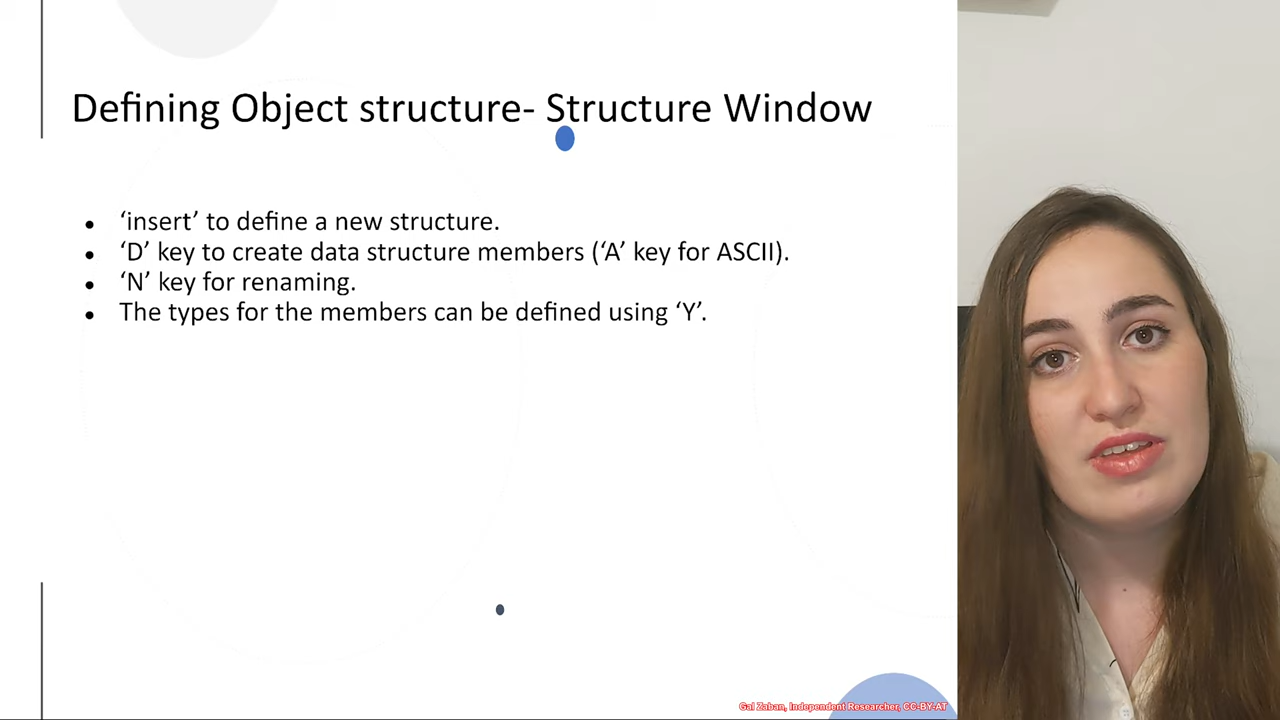 Defining Object structure- Structure Window
● ‘insert’ to define a new structure.
● ‘D’ key to create data structure members (‘A’ key for ASCII).
● ‘N’ key for renaming.
● The types for the members can be defined using ‘Y’.
Gal Zaban, Independent Researcher, CC-BY-AT